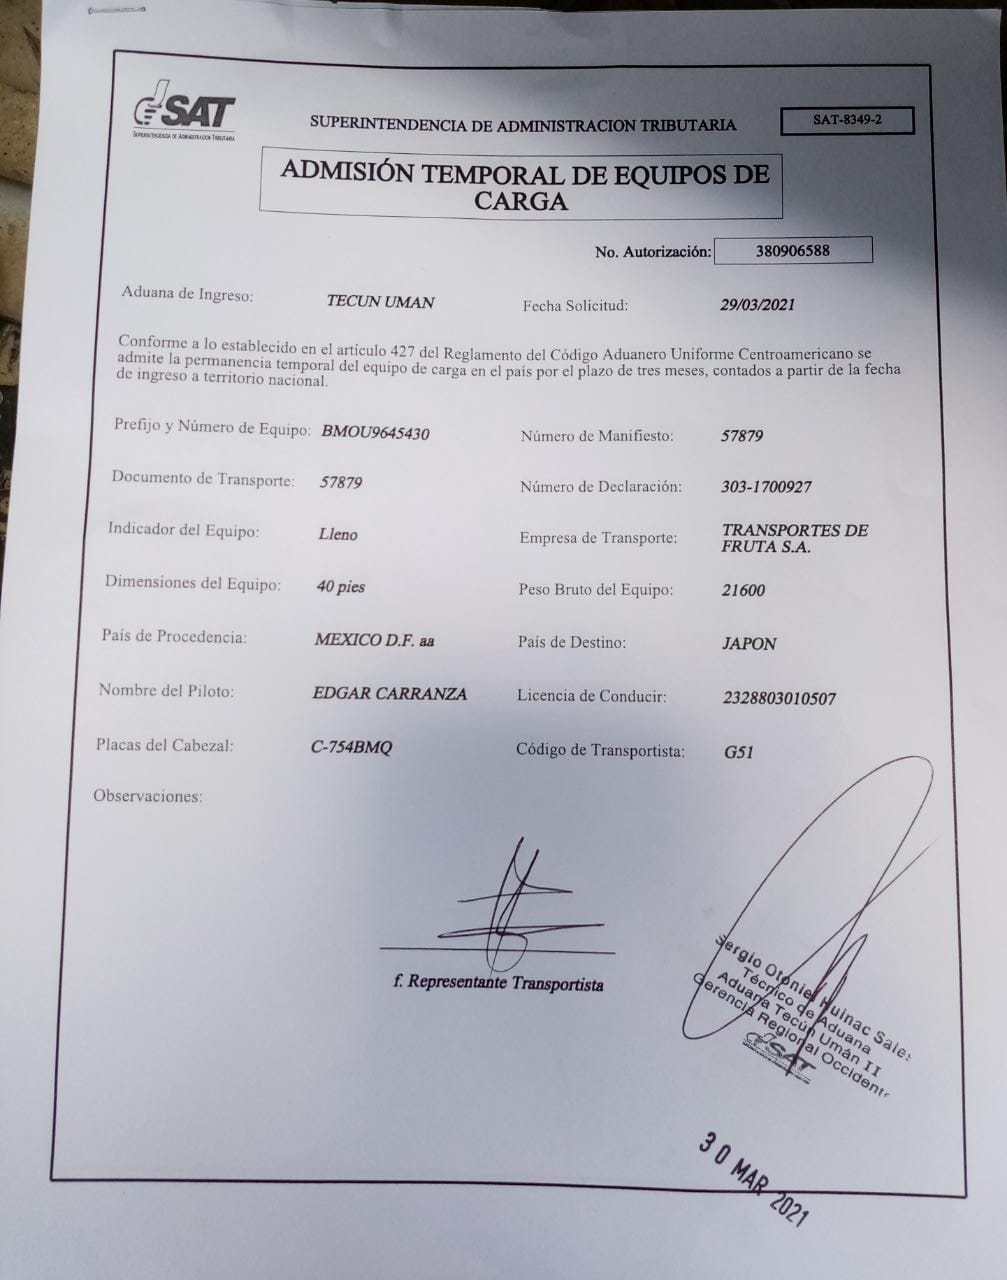 SAT
SUPERINTENDENCIA DE ADMINISTRACION TRIBUTARIA
SUPERINTENDENCIA DE ADMINISTRACION TRIBUTARIA
SAT-8349-2
ADMISIÓN TEMPORAL DE EQUIPOS DE
CARGA
No. Autorización: 380906588
Aduana de Ingreso: TECUN UMAN Fecha Solicitud: 29/03/2021
Conforme a lo establecido en el artículo 427 del Reglamento del Código Aduanero Uniforme Centroamericano se
admite la permanencia temporal del equipo de carga en el país por el plazo de tres meses, contados a partir de la fecha
de ingreso a territorio nacional.
Prefijo y Número de Equipo: BMOU9645430 Número de Manifiesto: 57879
Documento de Transporte: 57879 Número de Declaración: 303-1700927
Indicador del Equipo: Lleno Empresa de Transporte: TRANSPORTES DE
FRUTA S.A.
Dimensiones del Equipo: 40 pies Peso Bruto del Equipo: 21600
País de Procedencia: MEXICO D.F. aa País de Destino: JAPON
Nombre del Piloto: EDGAR CARRANZA Licencia de Conducir: 2328803010507
Placas del Cabezal: C-754BMQ Código de Transportista: G51
Observaciones:
f. Representante Transportista
Sergio Otoniel Huinac Sales
Técnico de Aduana
Aduana Tecún Umán II
Gerencia Regional Occidente
SAT
30 MAR 2021